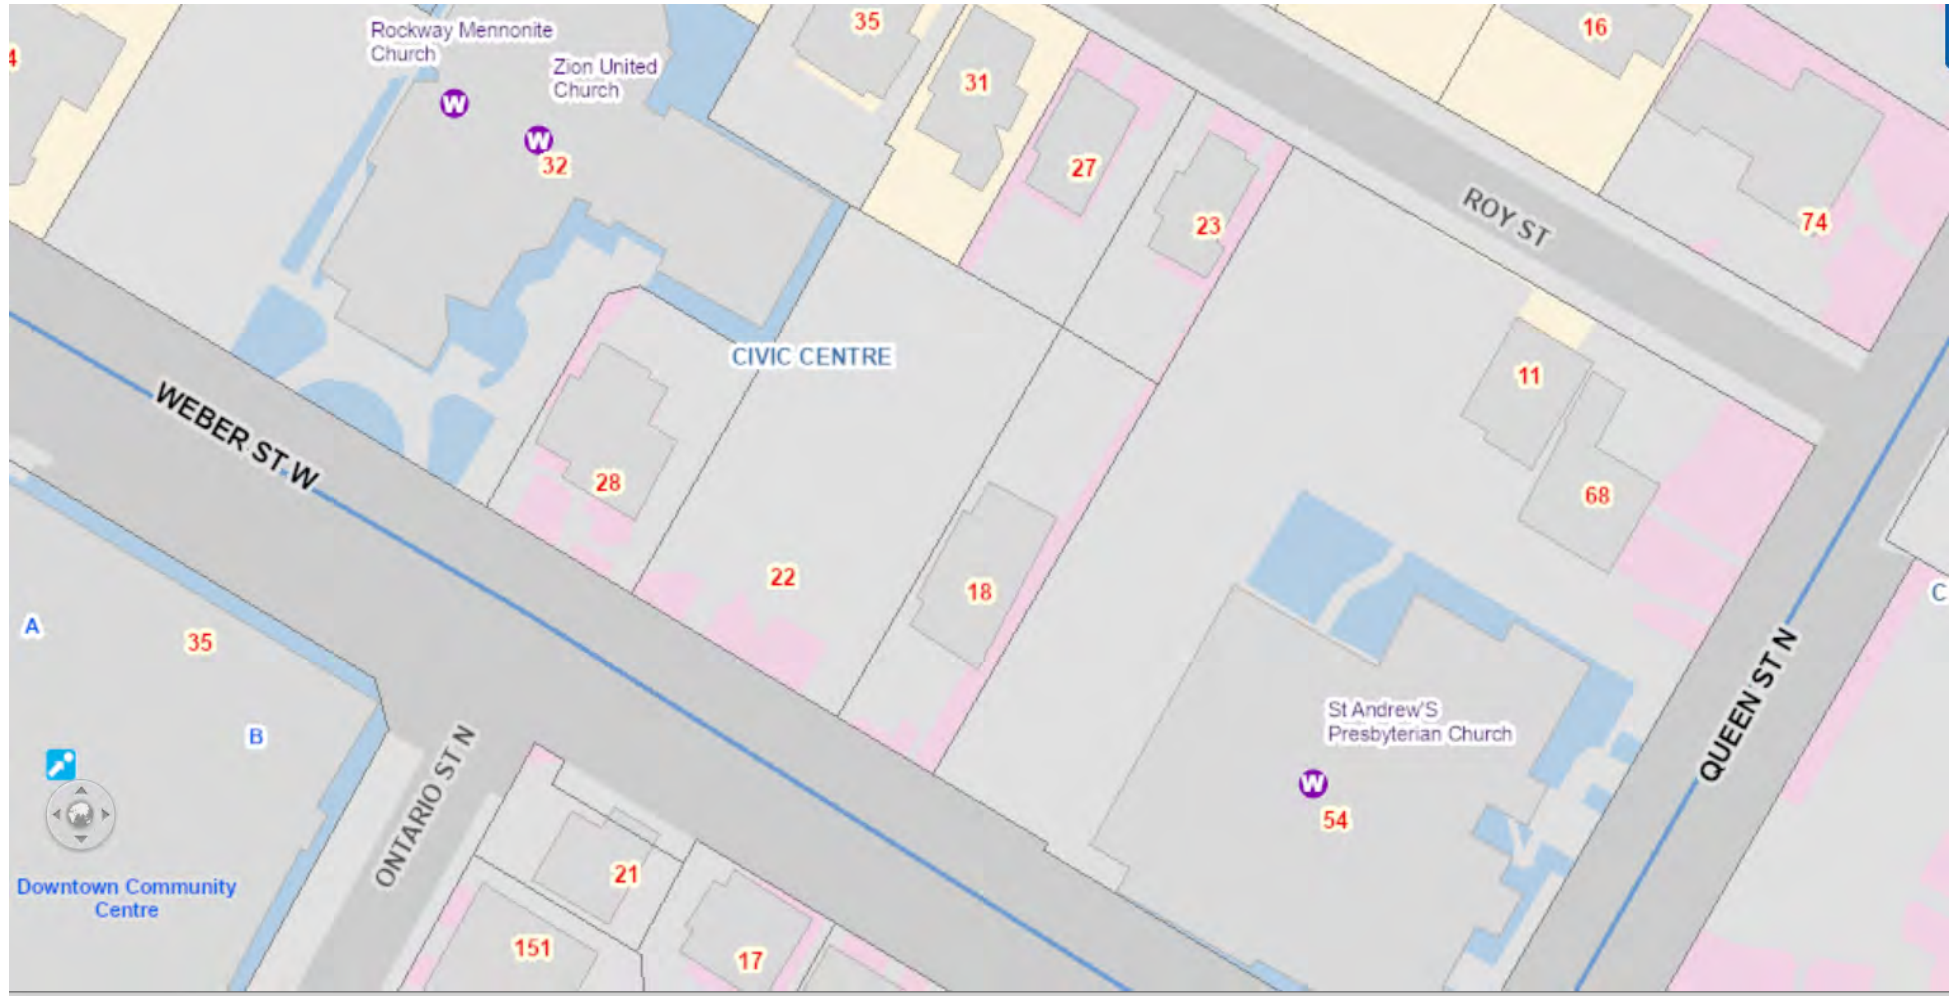 35
16
4
Rockway Mennonite
Church
Zion United
Church
W
W
32
31
27
23
ROY ST
74
CIVIC CENTRE
11
WEBER ST W
28
68
22
18
C
A
35
B
St Andrew'S
Presbyterian Church
W
54
QUEEN ST N
ONTARIO ST N
Downtown Community
Centre
21
151
17